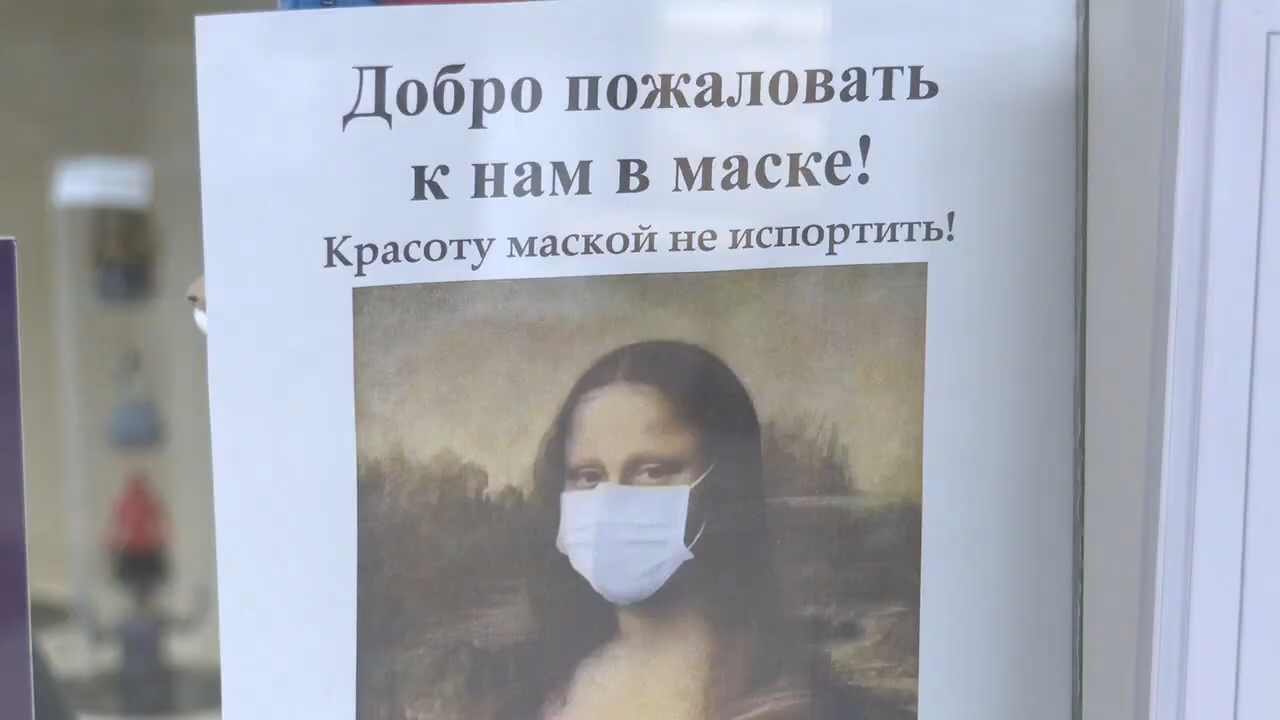 Добро пожаловать
к нам в маске!
Красоту маской не испортить!